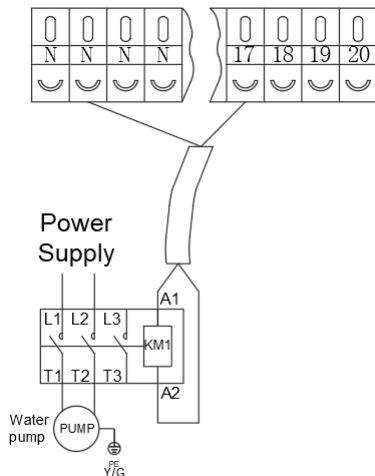 N N N N 17 18 19 20
Power
Supply
A1
L1 L2 L3
KM1
T1 T2 T3
A2
Water
pump
PUMP
PE
Y/G